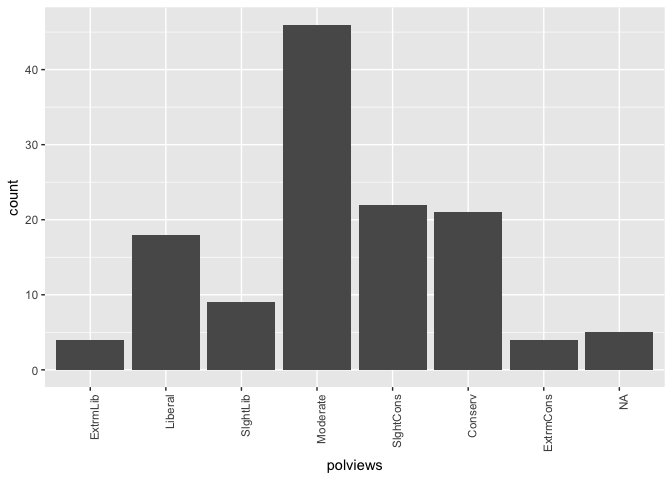 count
40
30
20
10
0
ExtrmLib
Liberal
SlghtLib
Moderate
SlghtCons
Conserv
ExtrmCons
NA
polviews